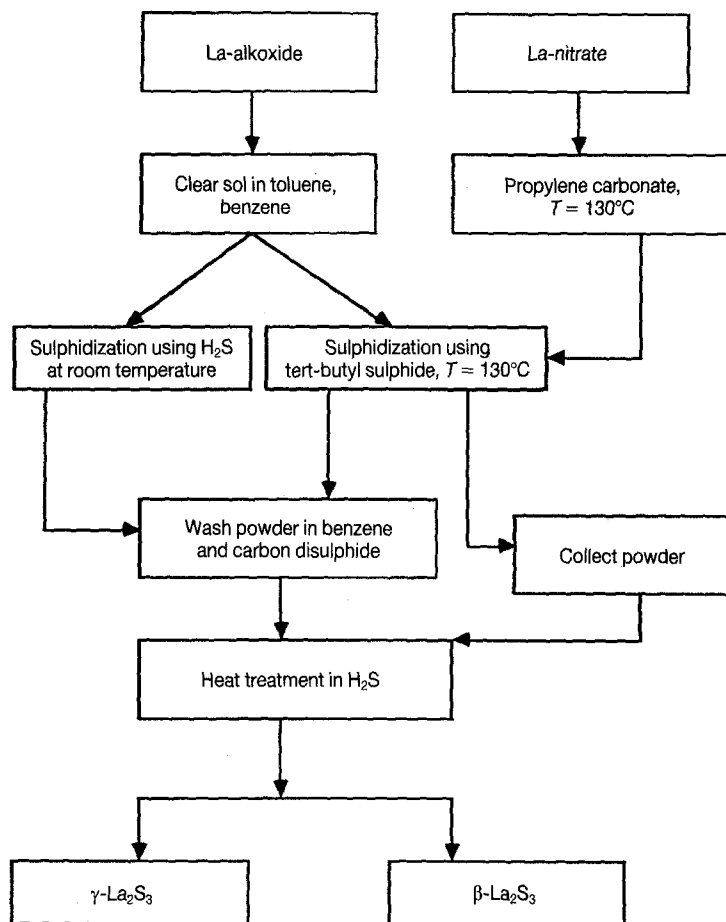 La-alkoxide
La-nitrate
Clear sol in toluene,
benzene
Propylene carbonate,
T = 130°C
Sulphidization using H₂S
at room temperature
Sulphidization using
tert-butyl sulphide, T = 130°C
Wash powder in benzene
and carbon disulphide
Collect powder
Heat treatment in H₂S
γ-La₂S₃
β-La₂S₃